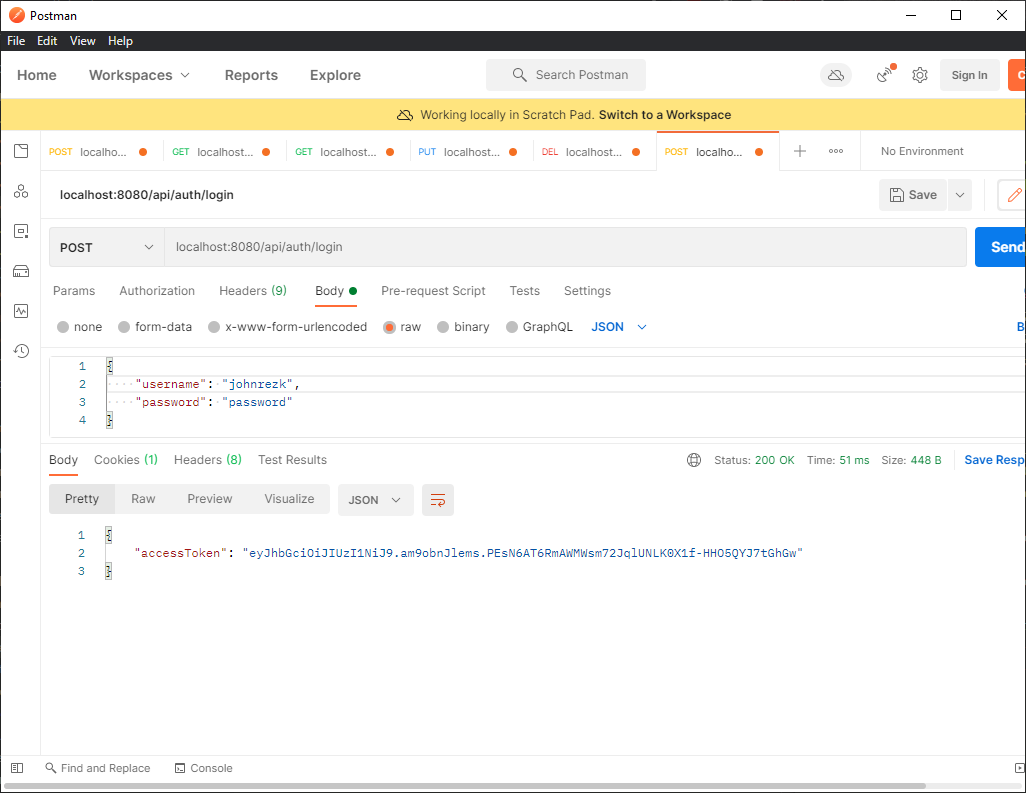 Postman
File Edit View Help
Home Workspaces Reports Explore Search Postman Sign In C
Working locally in Scratch Pad. Switch to a Workspace
POST localho... GET localhost... GET localhost... PUT localhost... DEL localhost... POST localho... No Environment
localhost:8080/api/auth/login Save
POST localhost:8080/api/auth/login Send
Params Authorization Headers (9) Body Pre-request Script Tests Settings
none form-data x-www-form-urlencoded raw binary GraphQL JSON B
1 {
2 "username": "johnrezk",
3 "password": "password"
4 }
Body Cookies (1) Headers (8) Test Results Status: 200 OK Time: 51 ms Size: 448 B Save Resp
Pretty Raw Preview Visualize JSON
1 {
2 "accessToken": "eyJhbGciOiJIUzI1NiJ9.am9obnJlems.PEsN6AT6RmAWMWsm72JqlUNLK0X1f-HHO5QYJ7tGhGw"
3 }
Find and Replace Console